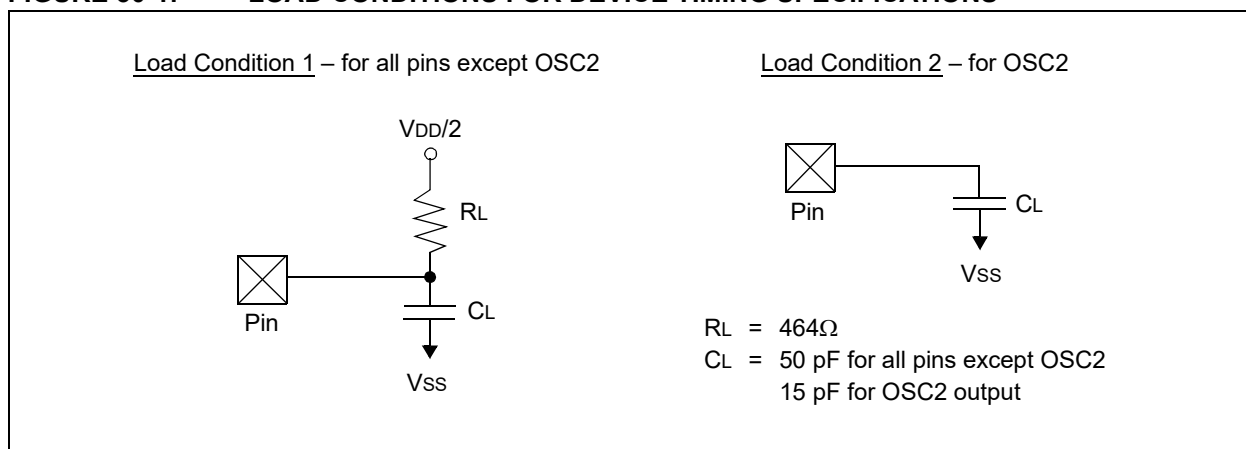 Load Condition 1 – for all pins except OSC2
Load Condition 2 – for OSC2
VDD/2
RL
Pin
CL
VSS
Pin
CL
VSS
RL = 464Ω
CL = 50 pF for all pins except OSC2
15 pF for OSC2 output